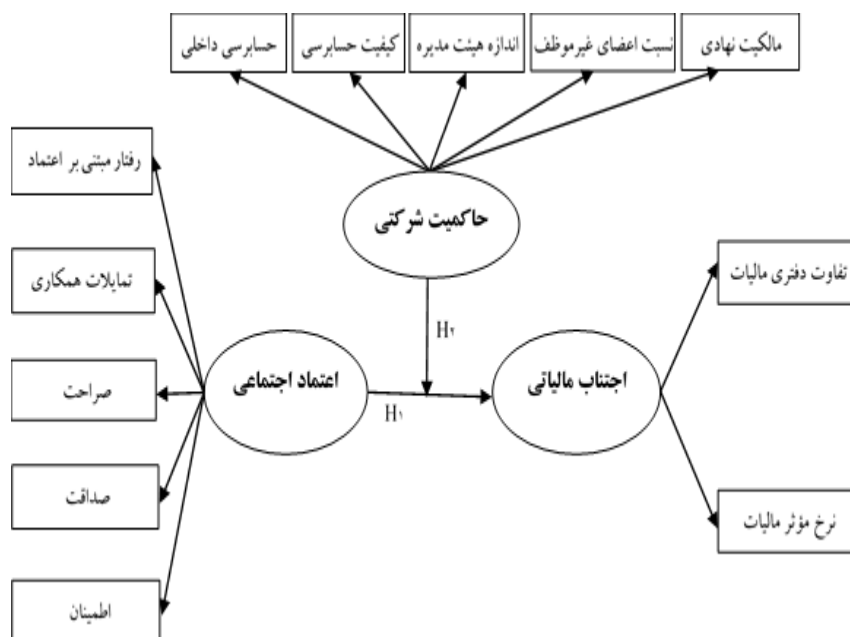 مالکیت نهادی
نسبت اعضای غیرموظف
اندازه هیئت مدیره
کیفیت حسابرسی
حسابرسی داخلی
حاکمیت شرکتی
رفتار مبتنی بر اعتماد
تمایلات همکاری
صراحت
صداقت
اطمینان
اعتماد اجتماعی
H۱
H۲
اجتناب مالیاتی
تفاوت دفتری مالیات
نرخ مؤثر مالیات